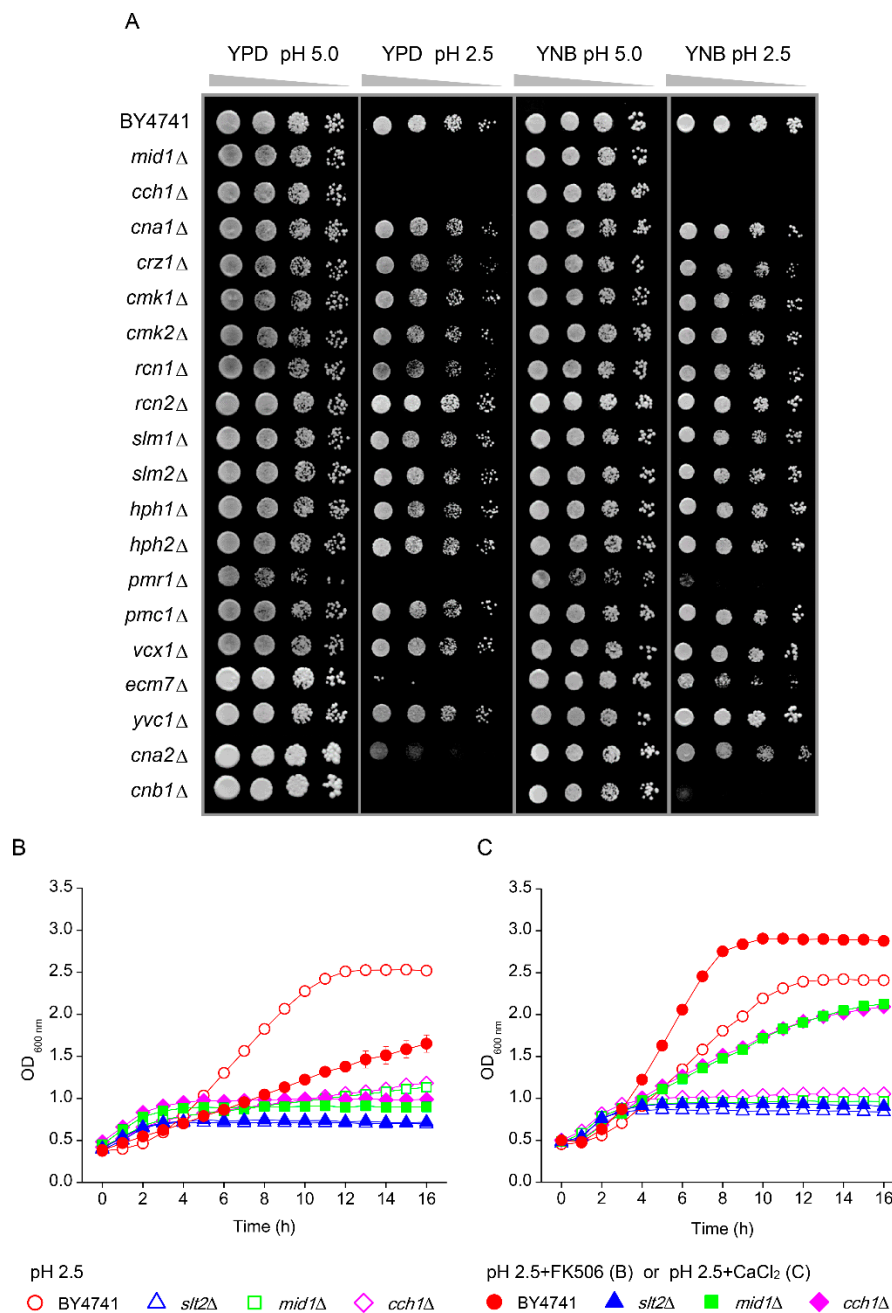 A
YPD pH 5.0 YPD pH 2.5 YNB pH 5.0 YNB pH 2.5
BY4741
mid1Δ
cch1Δ
cna1Δ
crz1Δ
cmk1Δ
cmk2Δ
rcn1Δ
rcn2Δ
slm1Δ
slm2Δ
hph1Δ
hph2Δ
pmr1Δ
pmc1Δ
vcx1Δ
ecm7Δ
yvc1Δ
cna2Δ
cnb1Δ
B
3.5
3.0
2.5
2.0
1.5
1.0
0.5
0.0
OD 600 nm
0 2 4 6 8 10 12 14 16
Time (h)
C
3.5
3.0
2.5
2.0
1.5
1.0
0.5
0.0
OD 600 nm
0 2 4 6 8 10 12 14 16
Time (h)
pH 2.5
BY4741 slt2Δ mid1Δ cch1Δ
pH 2.5+FK506 (B) or pH 2.5+CaCl2 (C)
BY4741 slt2Δ mid1Δ cch1Δ